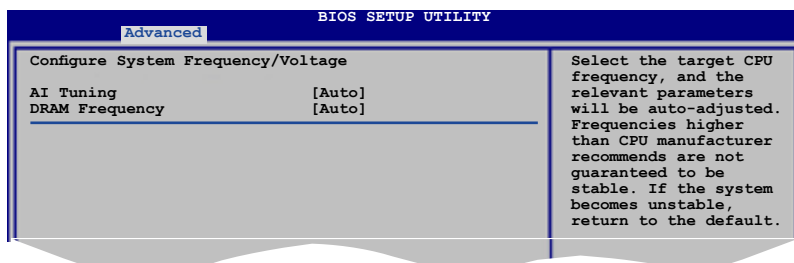 BIOS SETUP UTILITY
Advanced
Configure System Frequency/Voltage
AI Tuning [Auto]
DRAM Frequency [Auto]
Select the target CPU
frequency, and the
relevant parameters
will be auto-adjusted.
Frequencies higher
than CPU manufacturer
recommends are not
guaranteed to be
stable. If the system
becomes unstable,
return to the default.